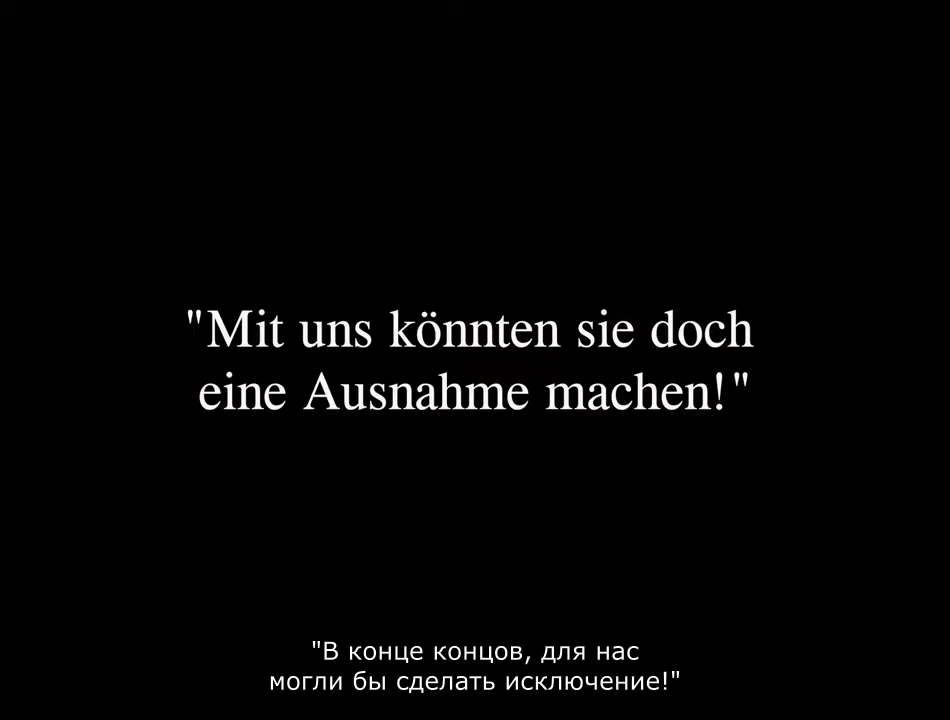 "Mit uns könnten sie doch
eine Ausnahme machen!"
"В конце концов, для нас
могли бы сделать исключение!"